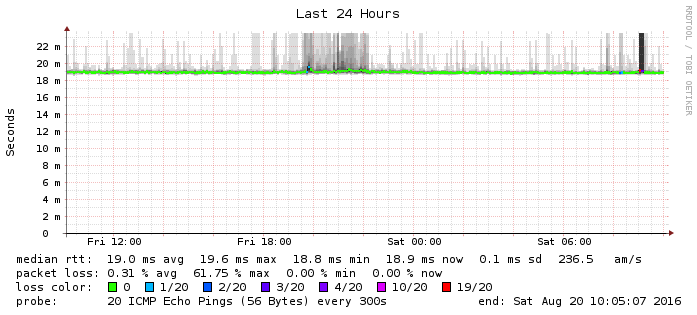 Last 24 Hours
RRDTOOL / TOBI OETIKER
Seconds
22 m
20 m
18 m
16 m
14 m
12 m
10 m
8 m
6 m
4 m
2 m
0
Fri 12:00 Fri 18:00 Sat 00:00 Sat 06:00
median rtt: 19.0 ms avg 19.6 ms max 18.8 ms min 18.9 ms now 0.1 ms sd 236.5 am/s
packet loss: 0.31 % avg 61.75 % max 0.00 % min 0.00 % now
loss color: 0 1/20 2/20 3/20 4/20 10/20 19/20
probe: 20 ICMP Echo Pings (56 Bytes) every 300s end: Sat Aug 20 10:05:07 2016